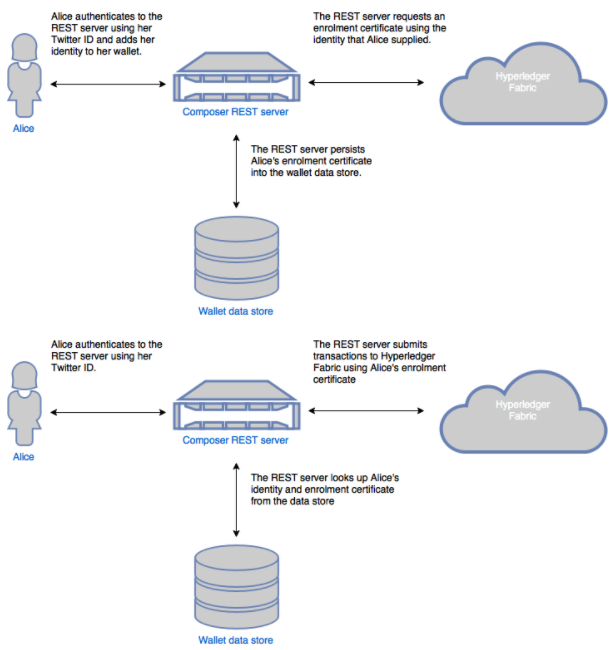 Alice authenticates to the
REST server using her
Twitter ID and adds her
identity to her wallet.
The REST server requests an
enrolment certificate using the
identity that Alice supplied.
Hyperledger
Fabric
Alice
Composer REST server
The REST server persists
Alice's enrolment certificate
into the wallet data store.
Wallet data store
Alice authenticates to the
REST server using her
Twitter ID.
The REST server submits
transactions to Hyperledger
Fabric using Alice's enrolment
certificate
Hyperledger
Fabric
Alice
Composer REST server
The REST server looks up Alice's
identity and enrolment certificate
from the data store
Wallet data store